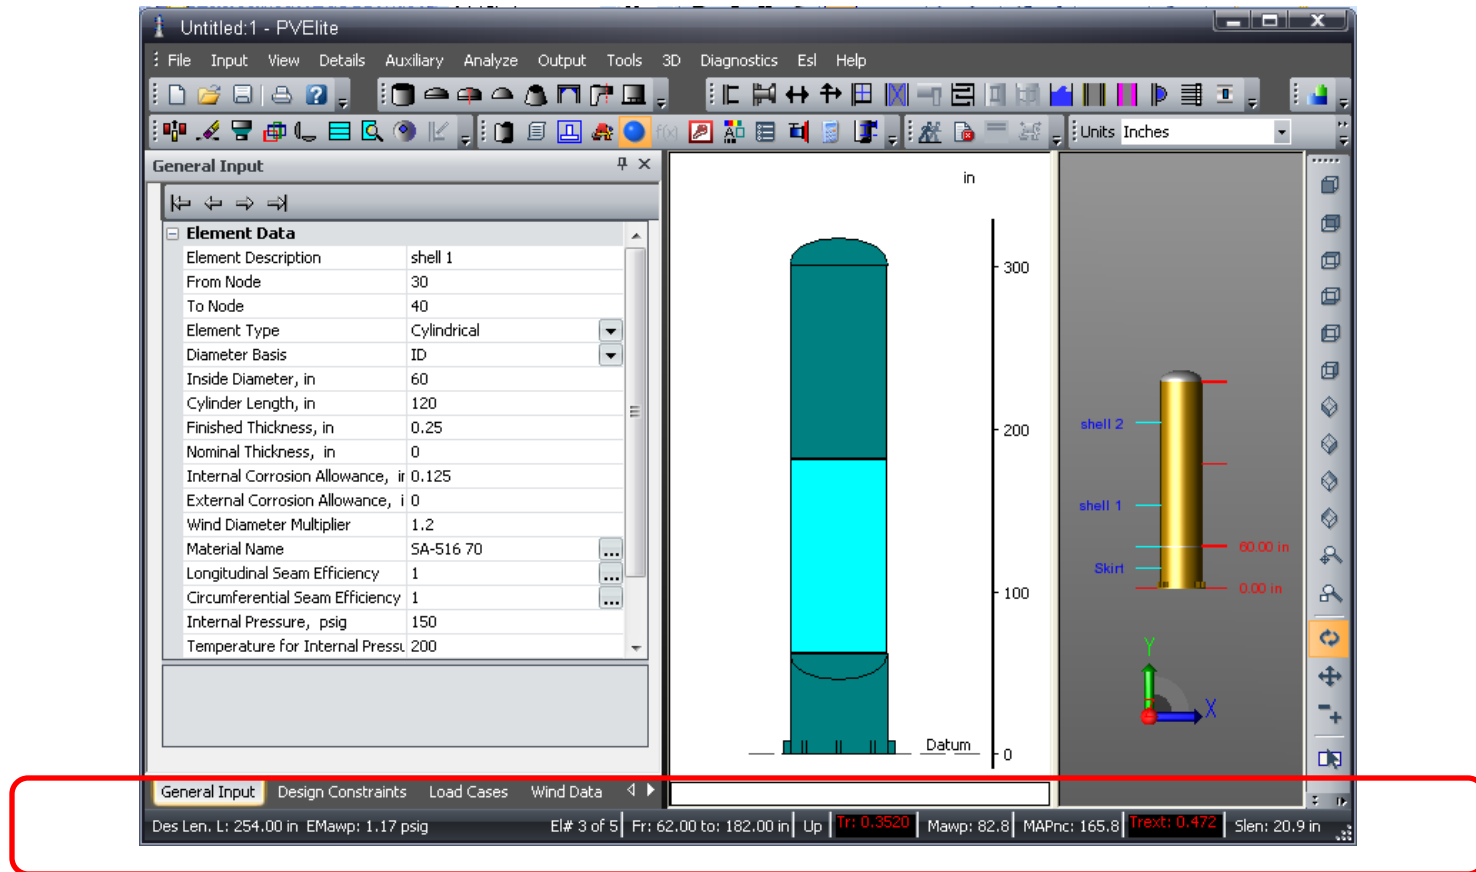 Untitled:1 - PVElite
File Input View Details Auxiliary Analyze Output Tools 3D Diagnostics Esl Help
Units Inches
General Input
Element Data
Element Description shell 1
From Node 30
To Node 40
Element Type Cylindrical
Diameter Basis ID
Inside Diameter, in 60
Cylinder Length, in 120
Finished Thickness, in 0.25
Nominal Thickness, in 0
Internal Corrosion Allowance, ir 0.125
External Corrosion Allowance, i 0
Wind Diameter Multiplier 1.2
Material Name SA-516 70
Longitudinal Seam Efficiency 1
Circumferential Seam Efficiency 1
Internal Pressure, psig 150
Temperature for Internal Pressu 200
in
300
200
100
0
Datum
shell 2
shell 1
60.00 in
Skirt
0.00 in
Y
X
General Input Design Constraints Load Cases Wind Data
Des Len. L: 254.00 in EMawp: 1.17 psig El# 3 of 5 Fr: 62.00 to: 182.00 in Up Tr: 0.3520 Mawp: 82.8 MAPnc: 165.8 Trext: 0.472 Slen: 20.9 in